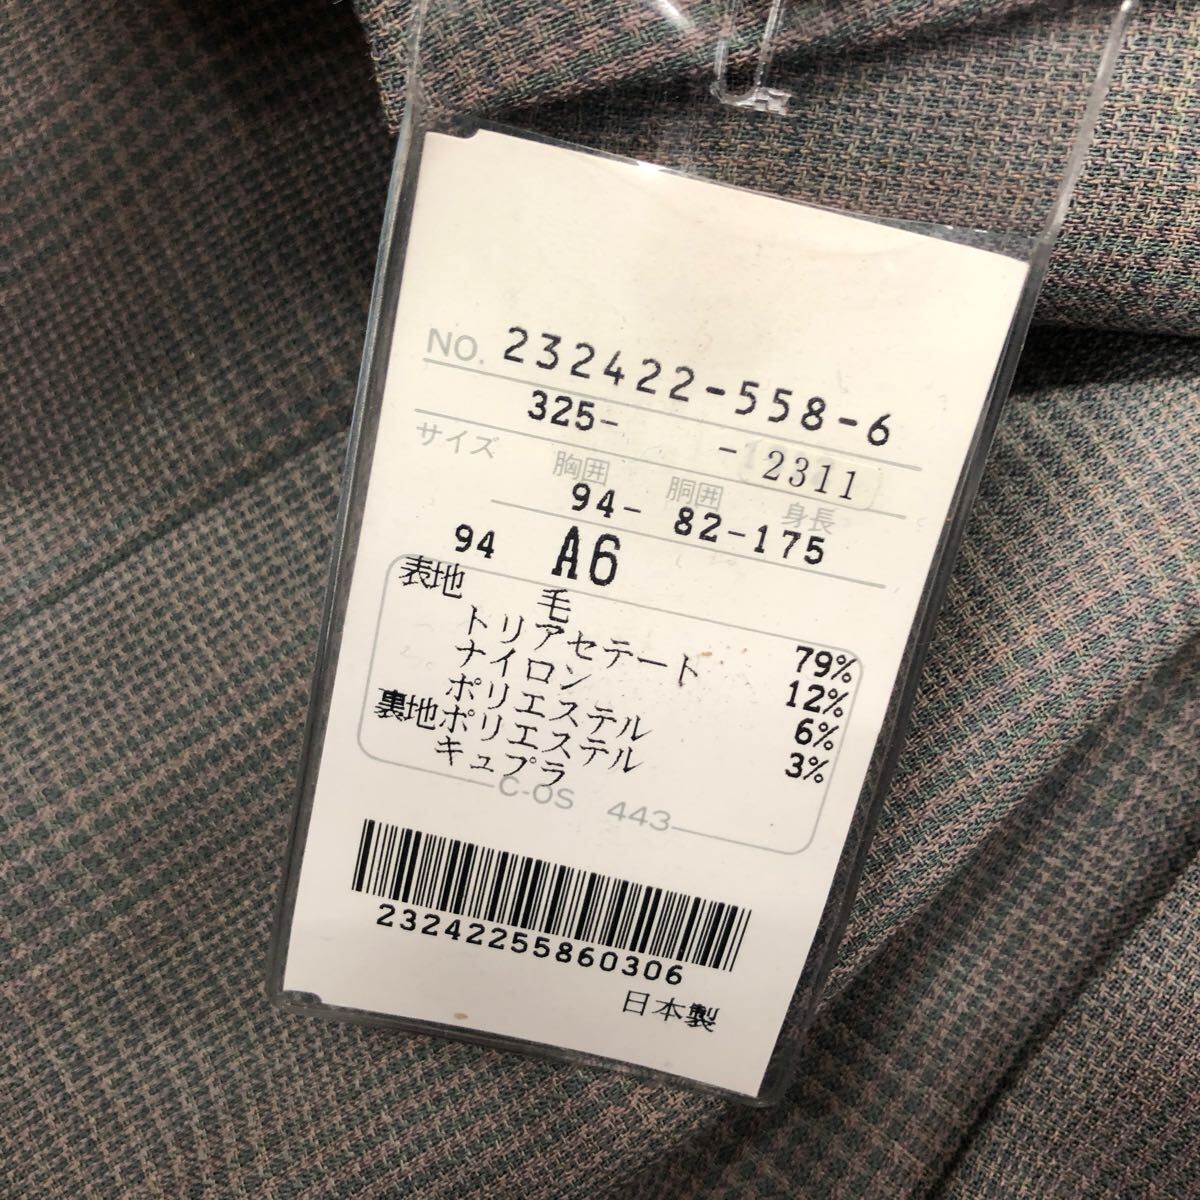 NO. 232422-558-6
325- -2311
サイズ 胸囲 胴囲 身長
94- 82-175
94 A6
表地 毛 79%
トリアセテート 12%
ナイロン 6%
ポリエステル 3%
裏地ポリエステル
キュプラ
C-OS 443
23242255860306
日本製